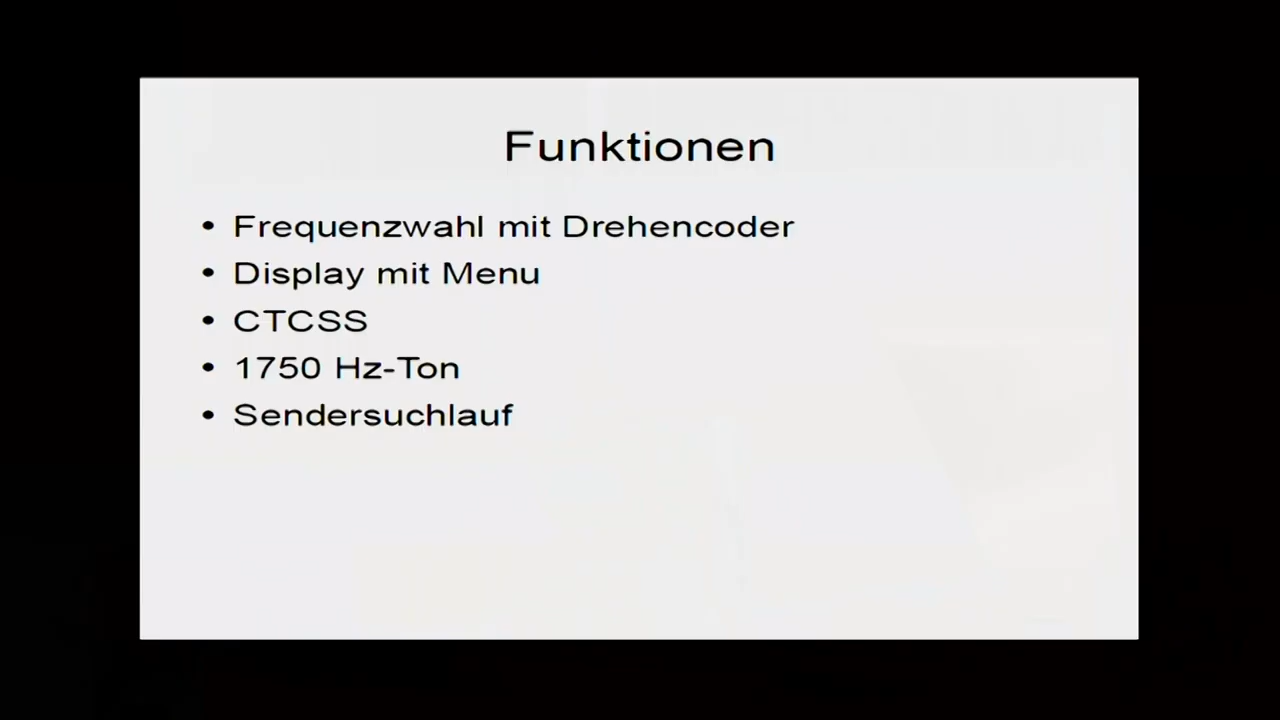 Funktionen
• Frequenzwahl mit Drehencoder
• Display mit Menu
• CTCSS
• 1750 Hz-Ton
• Sendersuchlauf